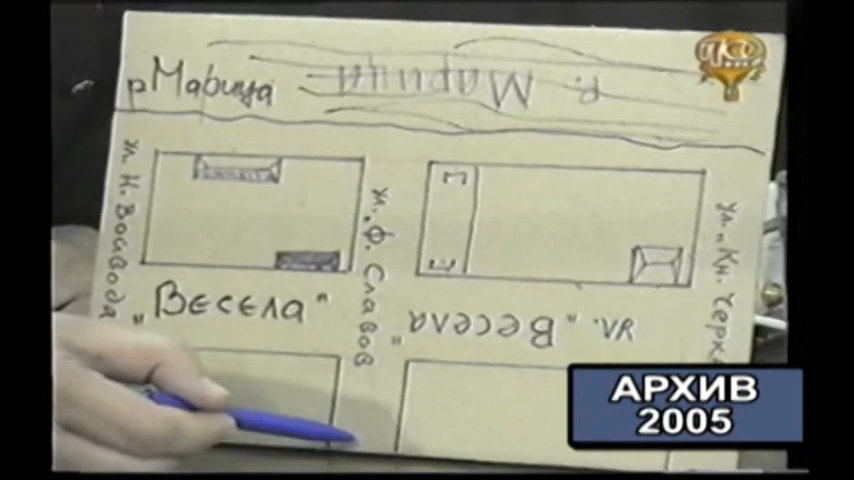 р Марица
р. Марица
ул. Н. Войвода
ул. Ф. Славов
ул. „Кн. Черк
„Весела“
ул. „Весела“
АРХИВ
2005